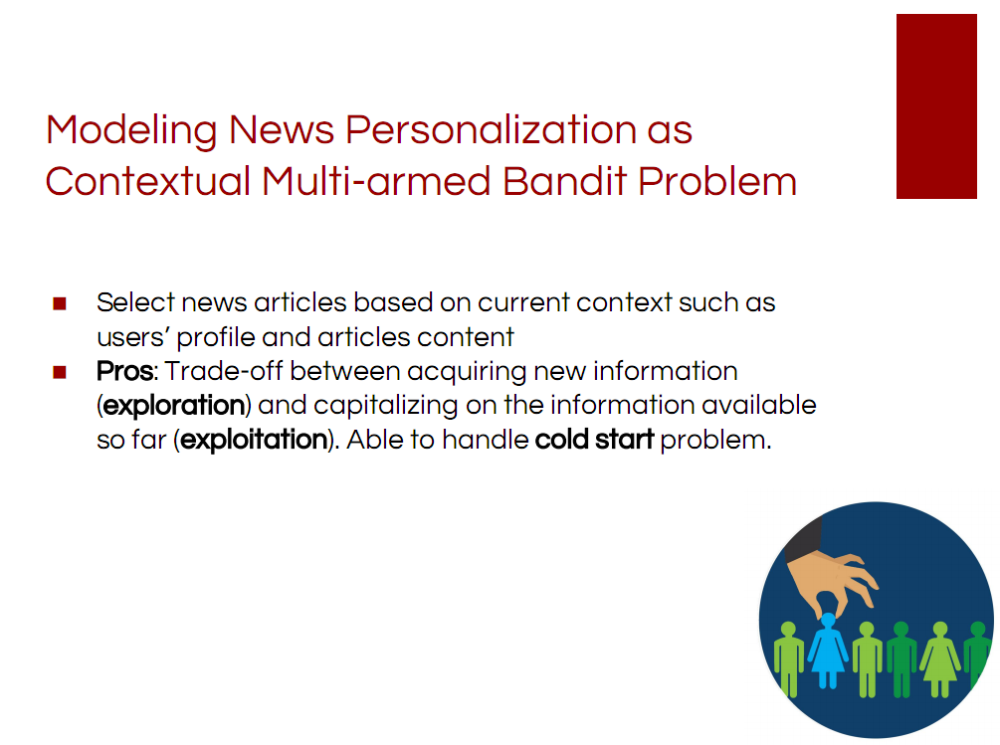 Modeling News Personalization as
Contextual Multi-armed Bandit Problem
Select news articles based on current context such as
users’ profile and articles content
Pros: Trade-off between acquiring new information
(exploration) and capitalizing on the information available
so far (exploitation). Able to handle cold start problem.